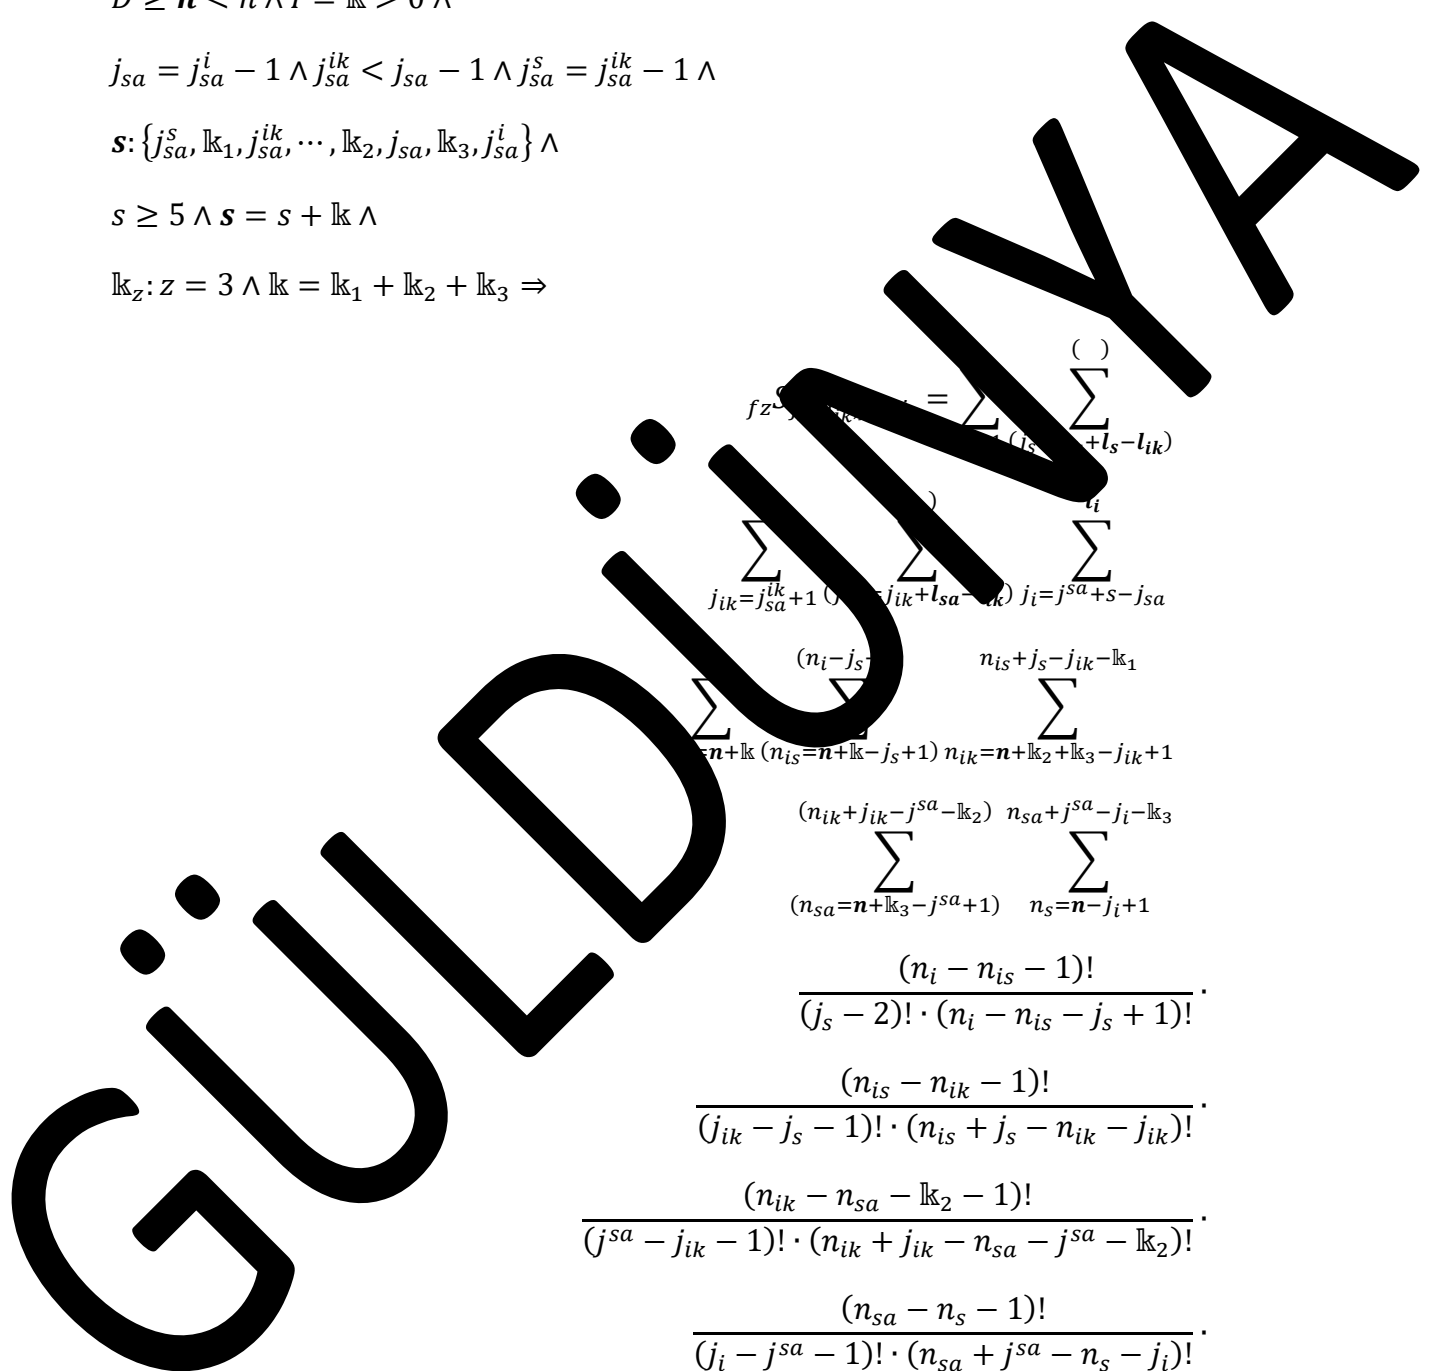 j_{sa} = j_{sa}^{i} − 1 ∧ j_{sa}^{ik} < j_{sa} − 1 ∧ j_{sa}^{s} = j_{sa}^{ik} − 1 ∧
s: {j_{sa}^{s}, 𝕜_1, j_{sa}^{ik}, ⋯ , 𝕜_2, j_{sa}, 𝕜_3, j_{sa}^{i}} ∧
s ≥ 5 ∧ s = s + 𝕜 ∧
𝕜_z: z = 3 ∧ 𝕜 = 𝕜_1 + 𝕜_2 + 𝕜_3 ⇒
( )
= ∑ ∑
+l_s−l_{ik})
l_i
∑ ∑ ∑
j_{ik}=j_{sa}^{ik}+1 j_{ik}+l_{sa} j_i=j^{sa}+s−j_{sa}
(n_i−j_s n_{is}+j_s−j_{ik}−𝕜_1
∑ ∑ ∑
=n+𝕜 (n_{is}=n+𝕜−j_s+1) n_{ik}=n+𝕜_2+𝕜_3−j_{ik}+1
(n_{ik}+j_{ik}−j^{sa}−𝕜_2) n_{sa}+j^{sa}−j_i−𝕜_3
∑ ∑
(n_{sa}=n+𝕜_3−j^{sa}+1) n_s=n−j_i+1
(n_i − n_{is} − 1)!
(j_s − 2)! · (n_i − n_{is} − j_s + 1)! ·
(n_{is} − n_{ik} − 1)!
(j_{ik} − j_s − 1)! · (n_{is} + j_s − n_{ik} − j_{ik})! ·
(n_{ik} − n_{sa} − 𝕜_2 − 1)!
(j^{sa} − j_{ik} − 1)! · (n_{ik} + j_{ik} − n_{sa} − j^{sa} − 𝕜_2)! ·
(n_{sa} − n_s − 1)!
(j_i − j^{sa} − 1)! · (n_{sa} + j^{sa} − n_s − j_i)! ·
GÜLDÜNYA